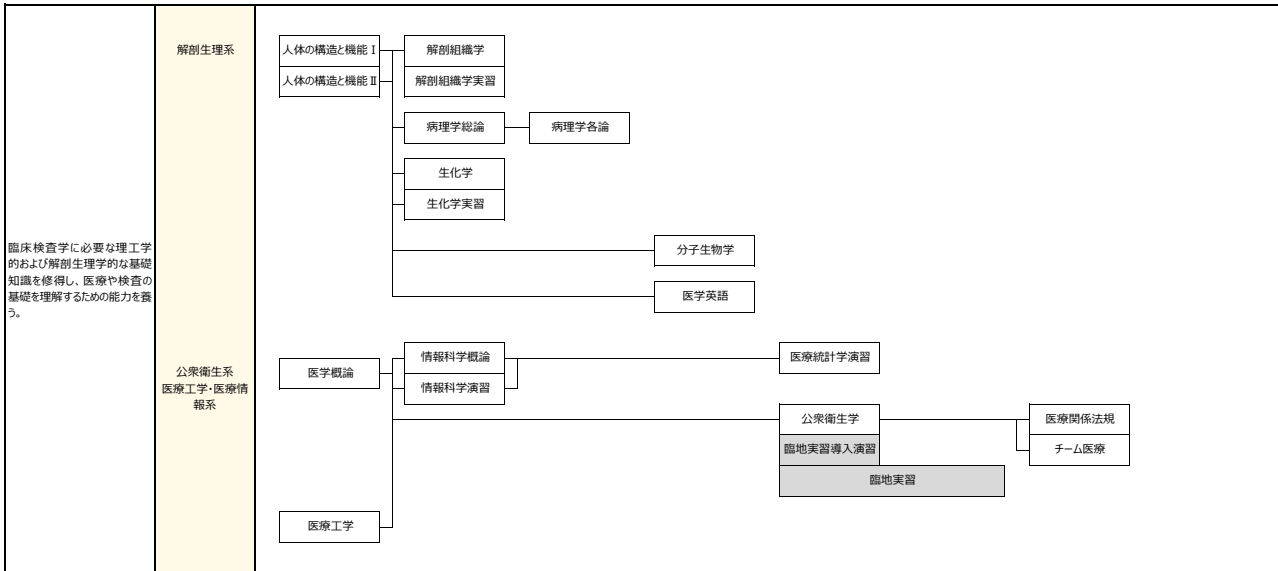 臨床検査学に必要な理工学
的および解剖生理学的な基礎
知識を修得し、医療や検査の
基礎を理解するための能力を養
う。
解剖生理系
人体の構造と機能Ⅰ
解剖組織学
人体の構造と機能Ⅱ
解剖組織学実習
病理学総論
病理学各論
生化学
生化学実習
分子生物学
医学英語
公衆衛生系
医療工学・医療情
報系
医学概論
情報科学概論
医療統計学演習
情報科学演習
公衆衛生学
医療関係法規
臨地実習導入演習
チーム医療
臨地実習
医療工学